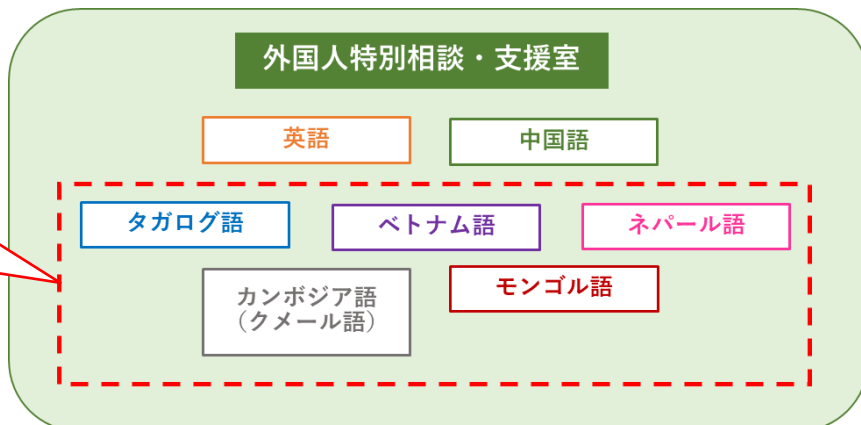 外国人特別相談・支援室
英語
中国語
タガログ語
ベトナム語
ネパール語
カンボジア語
（クメール語）
モンゴル語